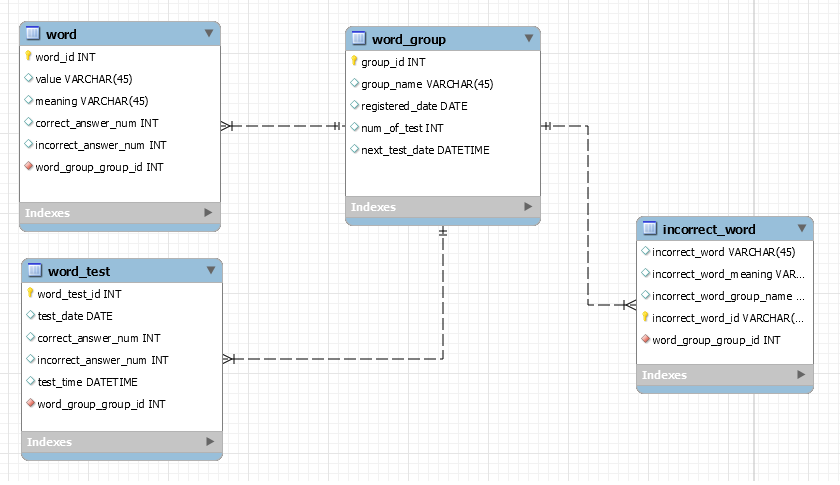 word
word_id INT
value VARCHAR(45)
meaning VARCHAR(45)
correct_answer_num INT
incorrect_answer_num INT
word_group_group_id INT
Indexes
word_group
group_id INT
group_name VARCHAR(45)
registered_date DATE
num_of_test INT
next_test_date DATETIME
Indexes
word_test
word_test_id INT
test_date DATE
correct_answer_num INT
incorrect_answer_num INT
test_time DATETIME
word_group_group_id INT
Indexes
incorrect_word
incorrect_word VARCHAR(45)
incorrect_word_meaning VAR...
incorrect_word_group_name ...
incorrect_word_id VARCHAR(...
word_group_group_id INT
Indexes